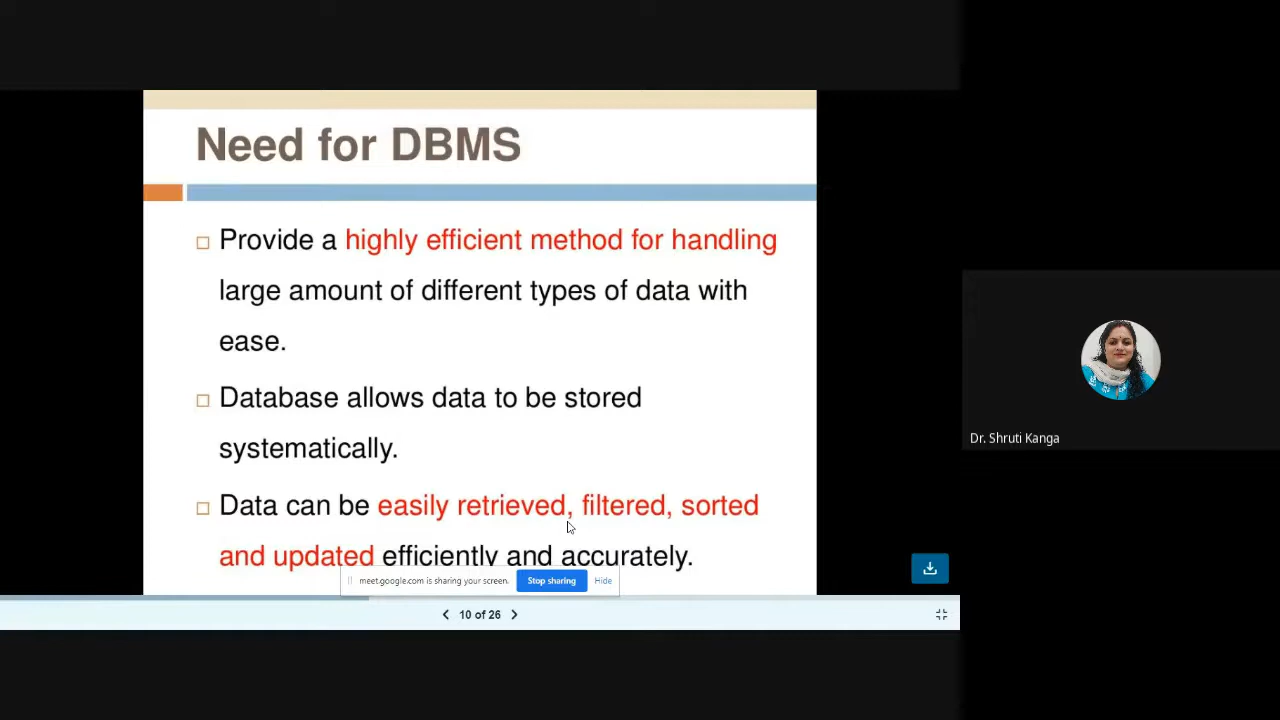 Need for DBMS
Provide a highly efficient method for handling
large amount of different types of data with
ease.
Database allows data to be stored
systematically.
Data can be easily retrieved, filtered, sorted
and updated efficiently and accurately.
meet.google.com is sharing your screen. Stop sharing Hide
10 of 26
Dr. Shruti Kanga